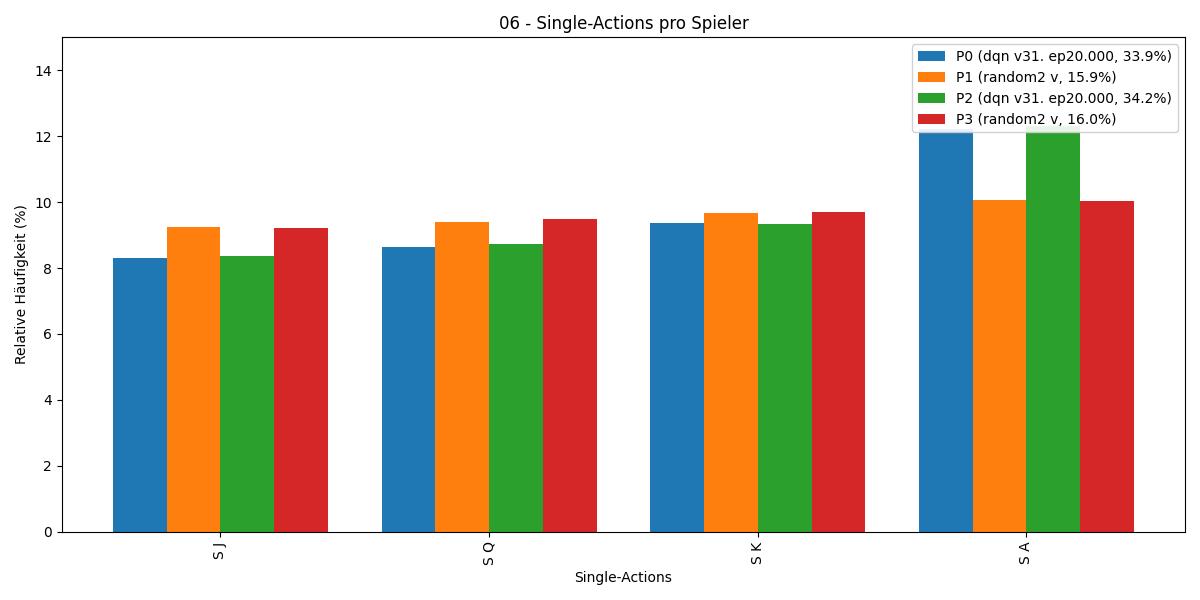 06 - Single-Actions pro Spieler
P0 (dqn v31. ep20.000, 33.9%)
P1 (random2 v, 15.9%)
P2 (dqn v31. ep20.000, 34.2%)
P3 (random2 v, 16.0%)
Relative Häufigkeit (%)
14
12
10
8
6
4
2
0
S J
S Q
S K
S A
Single-Actions